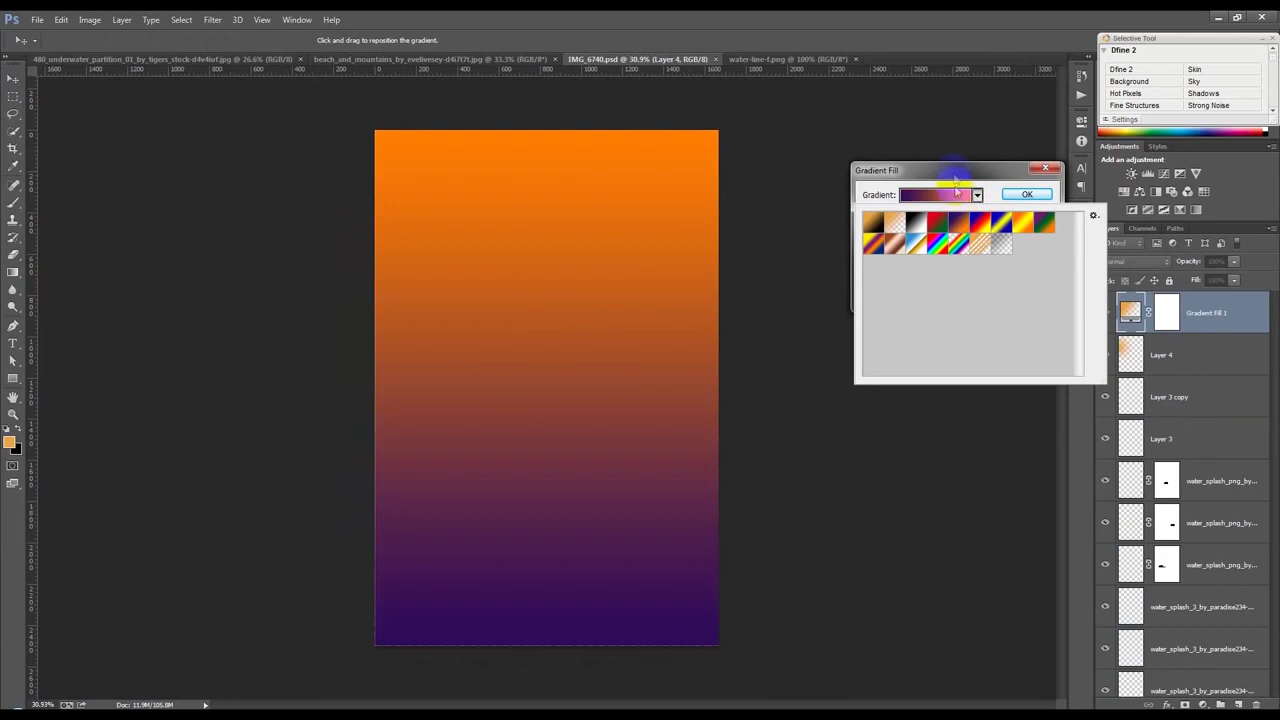 Ps File Edit Image Layer Type Select Filter 3D View Window Help
Click and drag to reposition the gradient.
480_underwater_partition_01_by_tigers_stock-d4v4iuf.jpg @ 26.6% (RGB/8) × beach_and_mountains_by_evelivesey-d4i7l7t.jpg @ 33.3% (RGB/8*) × IMG_6740.psd @ 30.9% (Layer 4, RGB/8) × water-line-f.png @ 100% (RGB/8*) ×
Selective Tool
Dfine 2
Dfine 2 Skin
Background Sky
Hot Pixels Shadows
Fine Structures Strong Noise
Settings
Adjustments Styles
Add an adjustment
Gradient Fill
Gradient: OK
Channels Paths
Kind
Opacity: 100%
Fill: 100%
Gradient Fill 1
Layer 4
Layer 3 copy
Layer 3
water_splash_png_by...
water_splash_png_by...
water_splash_png_by...
water_splash_3_by_paradise234-...
water_splash_3_by_paradise234-...
water_splash_3_by_paradise234-...
30.93% Doc: 11.9M/105.8M